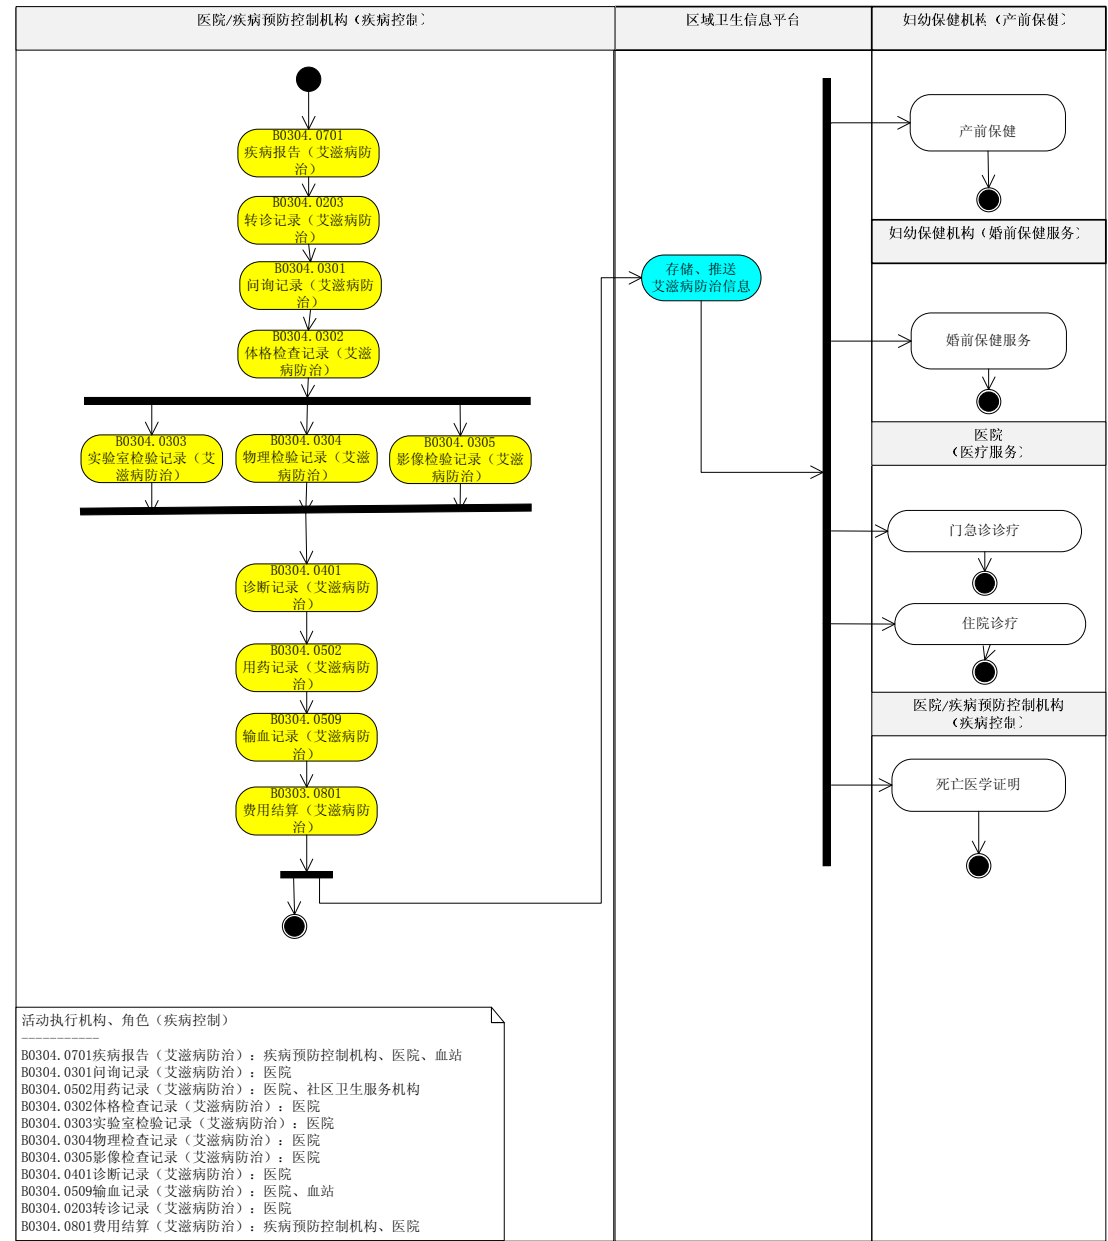 医院/疾病预防控制机构（疾病控制）
区域卫生信息平台
妇幼保健机构（产前保健）
B0304.0701
疾病报告（艾滋病防
治）
B0304.0203
转诊记录（艾滋病防
治）
B0304.0301
问询记录（艾滋病防
治）
B0304.0302
体格检查记录（艾滋
病防治）
B0304.0303
实验室检验记录（艾
滋病防治）
B0304.0304
物理检验记录（艾滋
病防治）
B0304.0305
影像检验记录（艾滋
病防治）
B0304.0401
诊断记录（艾滋病防
治）
B0304.0502
用药记录（艾滋病防
治）
B0304.0509
输血记录（艾滋病防
治）
B0303.0801
费用结算（艾滋病防
治）
存储、推送
艾滋病防治信息
产前保健
妇幼保健机构（婚前保健服务）
婚前保健服务
医院
（医疗服务）
门急诊诊疗
住院诊疗
医院/疾病预防控制机构
（疾病控制）
死亡医学证明
活动执行机构、角色（疾病控制）
-----------
B0304.0701疾病报告（艾滋病防治）：疾病预防控制机构、医院、血站
B0304.0301问询记录（艾滋病防治）：医院
B0304.0502用药记录（艾滋病防治）：医院、社区卫生服务机构
B0304.0302体格检查记录（艾滋病防治）：医院
B0304.0303实验室检验记录（艾滋病防治）：医院
B0304.0304物理检查记录（艾滋病防治）：医院
B0304.0305影像检查记录（艾滋病防治）：医院
B0304.0401诊断记录（艾滋病防治）：医院
B0304.0509输血记录（艾滋病防治）：医院、血站
B0304.0203转诊记录（艾滋病防治）：医院
B0304.0801费用结算（艾滋病防治）：疾病预防控制机构、医院